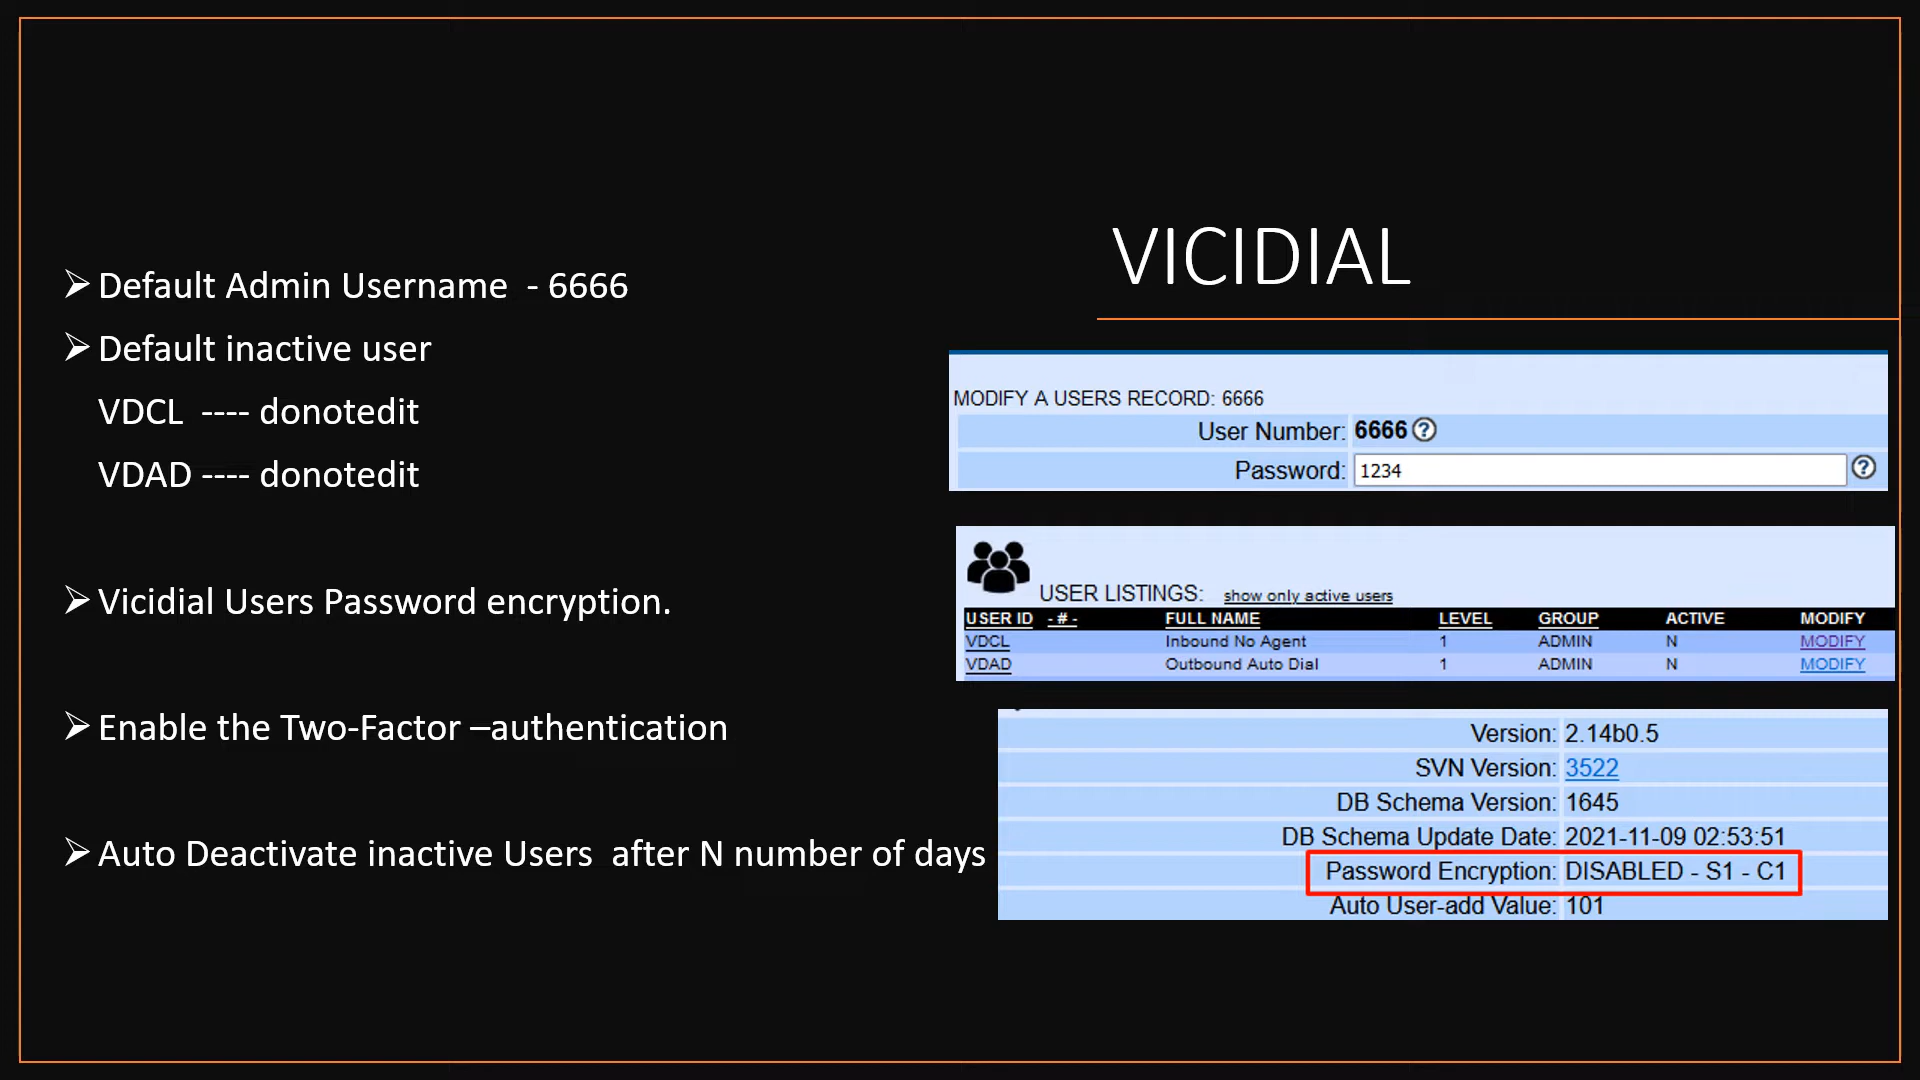 VICIDIAL
➢Default Admin Username  - 6666
➢Default inactive user
VDCL  ---- donotedit
VDAD ---- donotedit
➢Vicidial Users Password encryption.
➢Enable the Two-Factor –authentication
➢Auto Deactivate inactive Users  after N number of days
MODIFY A USERS RECORD: 6666
User Number: 6666 ?
Password: 1234 ?
USER LISTINGS: show only active users
USER ID - # - FULL NAME LEVEL GROUP ACTIVE MODIFY
VDCL Inbound No Agent 1 ADMIN N MODIFY
VDAD Outbound Auto Dial 1 ADMIN N MODIFY
Version: 2.14b0.5
SVN Version: 3522
DB Schema Version: 1645
DB Schema Update Date: 2021-11-09 02:53:51
Password Encryption: DISABLED - S1 - C1
Auto User-add Value: 101